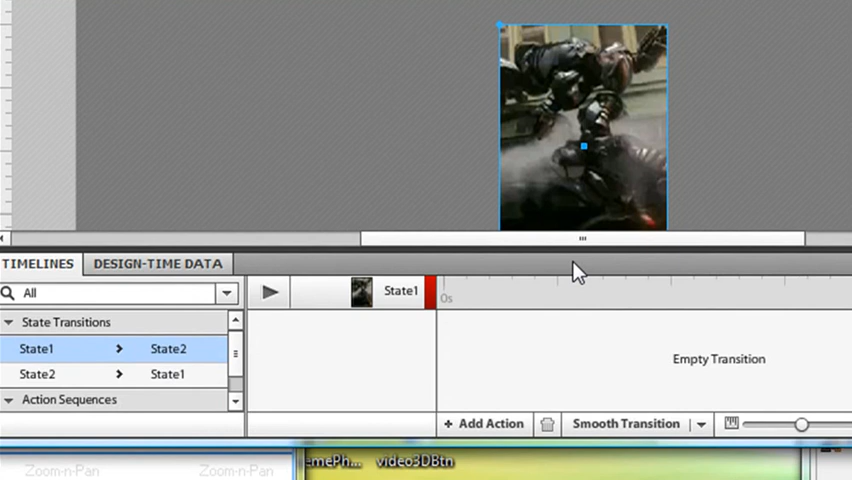 TIMELINES DESIGN-TIME DATA
All
State1
0s
State Transitions
State1 State2
State2 State1
Action Sequences
Empty Transition
+ Add Action Smooth Transition
Zoom-n-Pan Zoom-n-Pan
emePh... video3DBtn